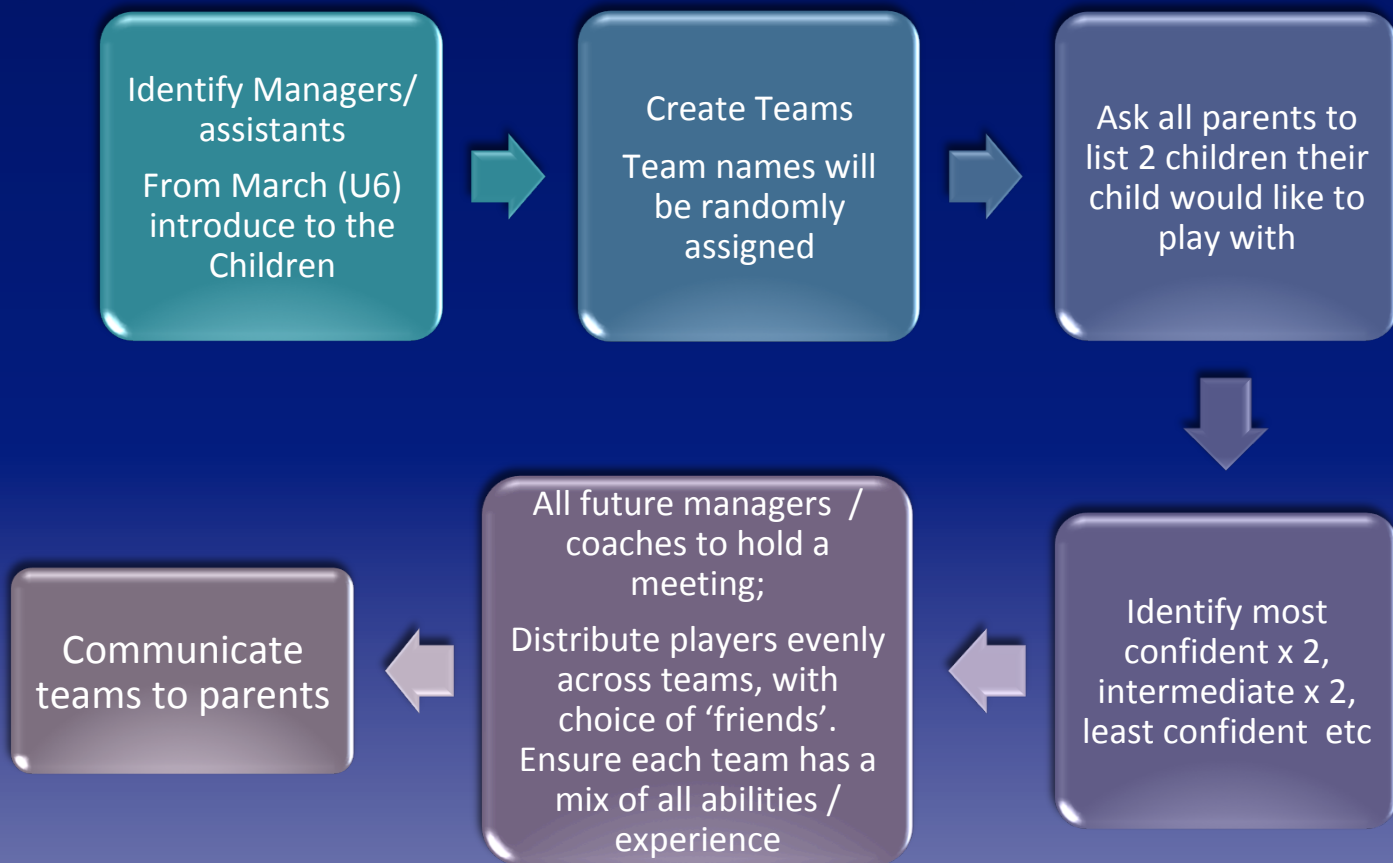 Identify Managers/
assistants
From March (U6)
introduce to the
Children
Create Teams
Team names will
be randomly
assigned
Ask all parents to
list 2 children their
child would like to
play with
Identify most
confident x 2,
intermediate x 2,
least confident  etc
All future managers  /
coaches to hold a
meeting;
Distribute players evenly
across teams, with
choice of ‘friends’.
Ensure each team has a
mix of all abilities /
experience
Communicate
teams to parents